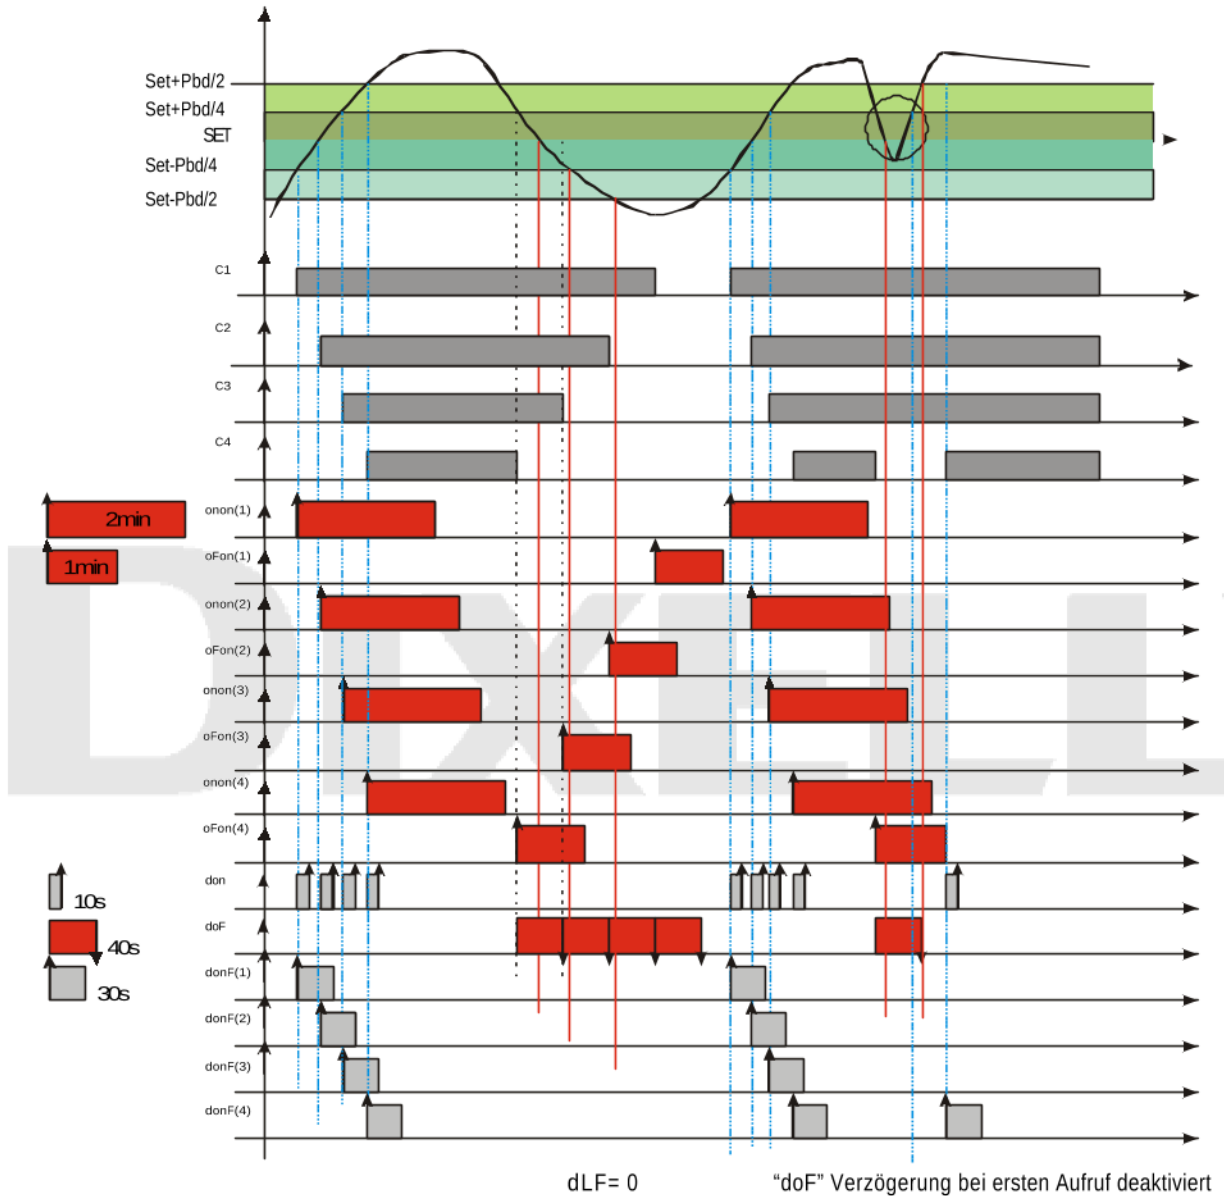 Set+Pbd/2
Set+Pbd/4
SET
Set-Pbd/4
Set-Pbd/2
C1
C2
C3
C4
2min
onon(1)
1min
oFon(1)
onon(2)
oFon(2)
onon(3)
oFon(3)
onon(4)
oFon(4)
10s
don
40s
doF
30s
donF(1)
donF(2)
donF(3)
donF(4)
DIXELL
dLF= 0
“doF” Verzögerung bei ersten Aufruf deaktiviert